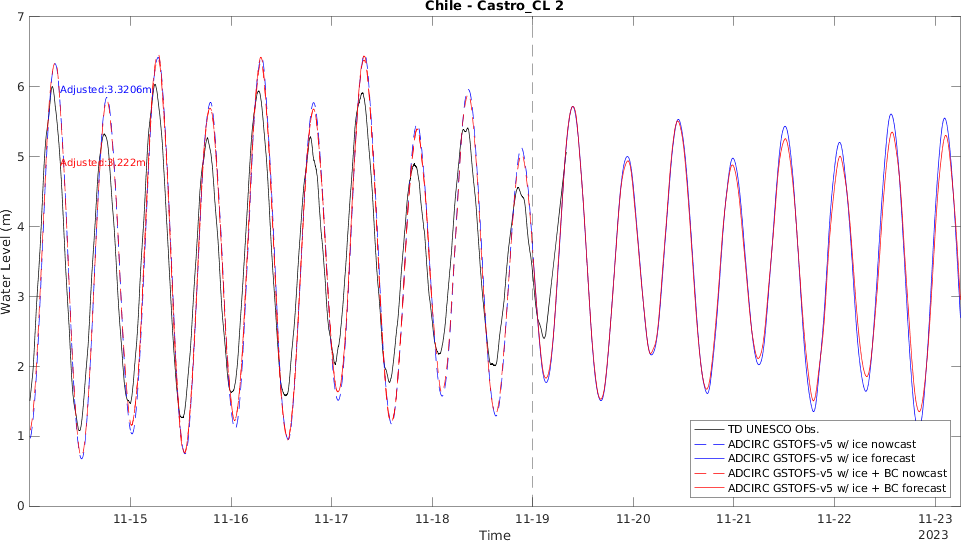 Chile - Castro_CL 2
7
6
5
4
3
2
1
0
Water Level (m)
Adjusted:3.3206m
Adjusted:3.222m
TD UNESCO Obs.
ADCIRC GSTOFS-v5 w/ ice nowcast
ADCIRC GSTOFS-v5 w/ ice forecast
ADCIRC GSTOFS-v5 w/ ice + BC nowcast
ADCIRC GSTOFS-v5 w/ ice + BC forecast
11-15 11-16 11-17 11-18 11-19 11-20 11-21 11-22 11-23
Time
2023